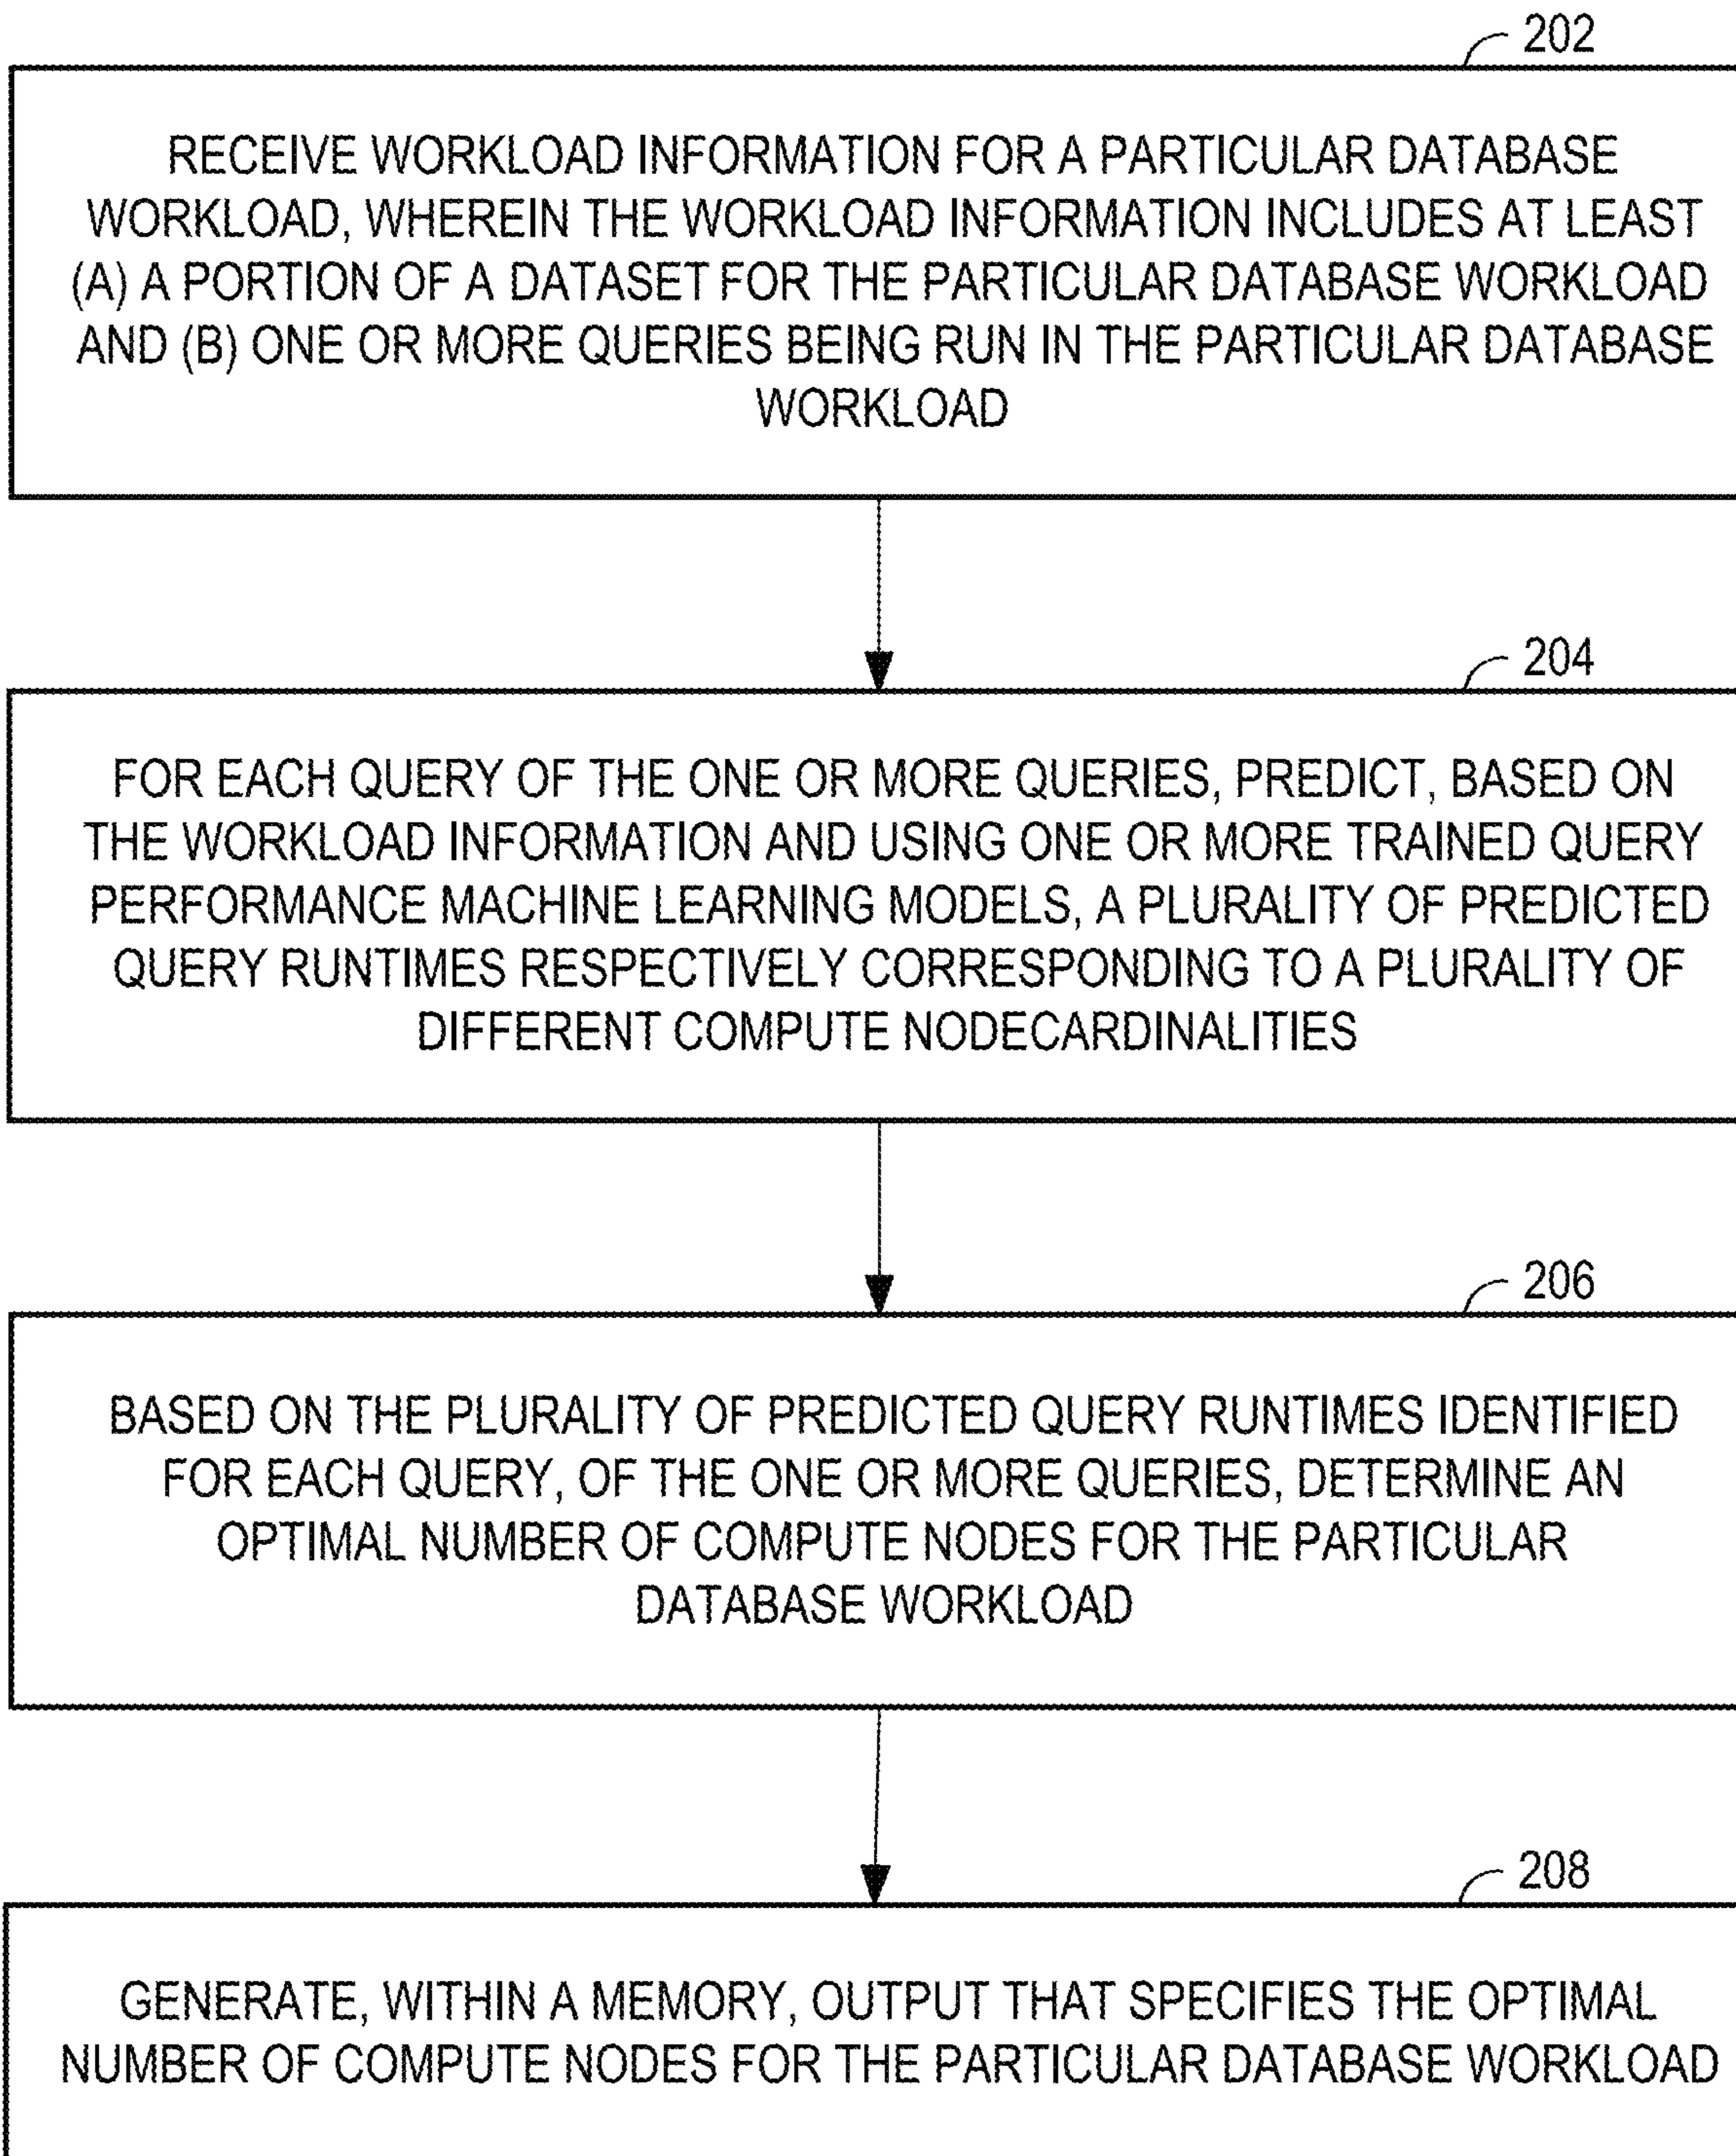 202
RECEIVE WORKLOAD INFORMATION FOR A PARTICULAR DATABASE
WORKLOAD, WHEREIN THE WORKLOAD INFORMATION INCLUDES AT LEAST
(A) A PORTION OF A DATASET FOR THE PARTICULAR DATABASE WORKLOAD
AND (B) ONE OR MORE QUERIES BEING RUN IN THE PARTICULAR DATABASE
WORKLOAD
204
FOR EACH QUERY OF THE ONE OR MORE QUERIES, PREDICT, BASED ON
THE WORKLOAD INFORMATION AND USING ONE OR MORE TRAINED QUERY
PERFORMANCE MACHINE LEARNING MODELS, A PLURALITY OF PREDICTED
QUERY RUNTIMES RESPECTIVELY CORRESPONDING TO A PLURALITY OF
DIFFERENT COMPUTE NODECARDINALITIES
206
BASED ON THE PLURALITY OF PREDICTED QUERY RUNTIMES IDENTIFIED
FOR EACH QUERY, OF THE ONE OR MORE QUERIES, DETERMINE AN
OPTIMAL NUMBER OF COMPUTE NODES FOR THE PARTICULAR
DATABASE WORKLOAD
208
GENERATE, WITHIN A MEMORY, OUTPUT THAT SPECIFIES THE OPTIMAL
NUMBER OF COMPUTE NODES FOR THE PARTICULAR DATABASE WORKLOAD